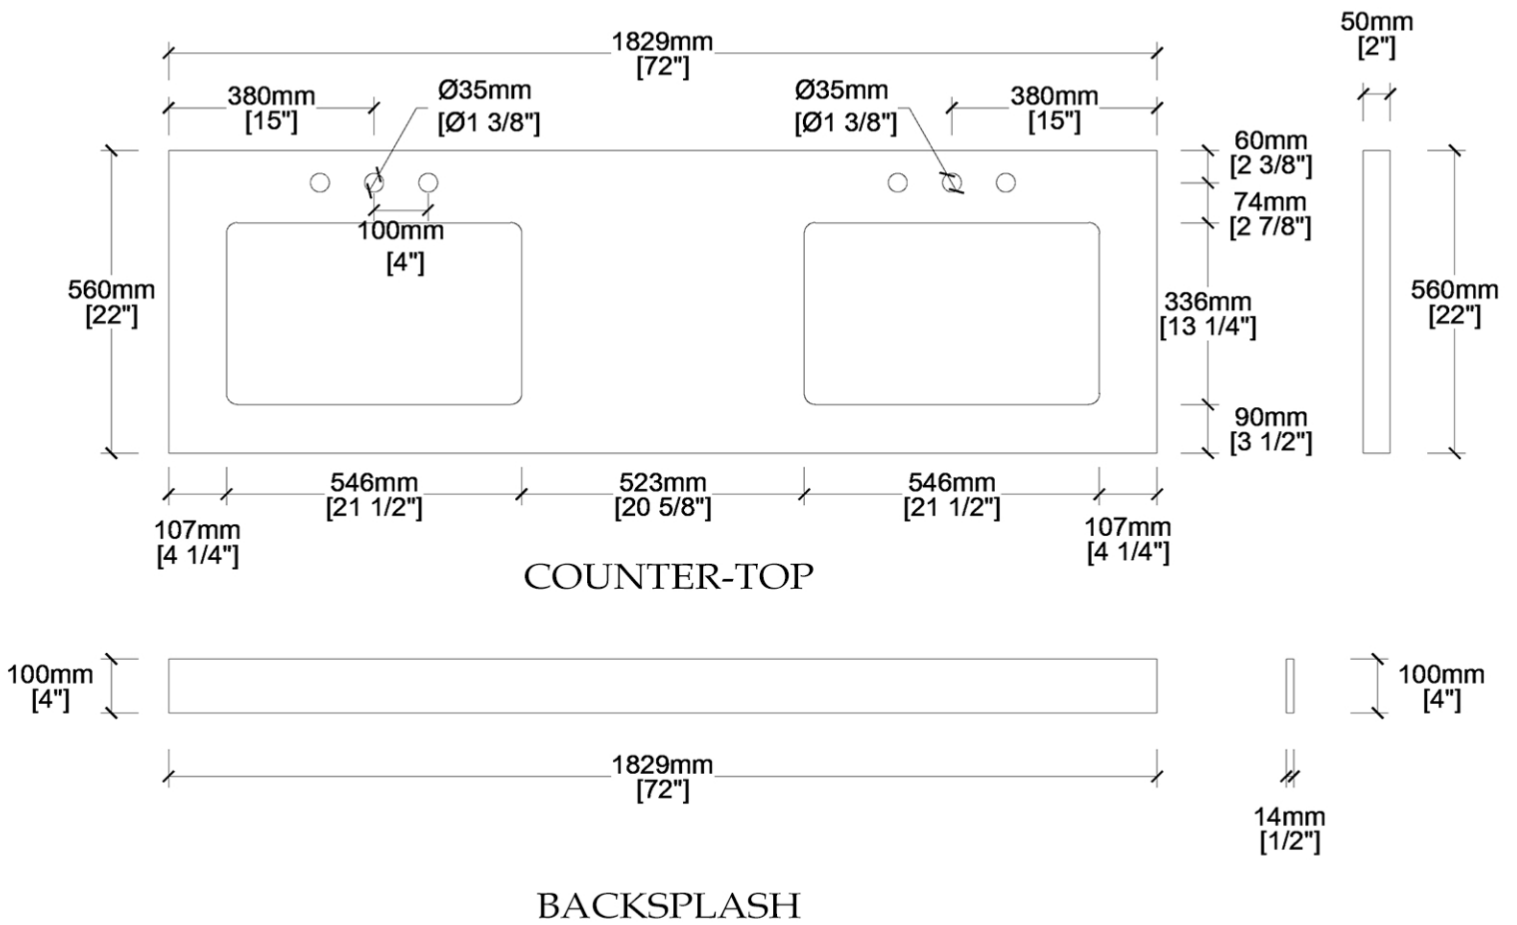 50mm
[2"]
1829mm
[72"]
380mm
[15"]
Ø35mm
[Ø1 3/8"]
Ø35mm
[Ø1 3/8"]
380mm
[15"]
60mm
[2 3/8"]
74mm
[2 7/8"]
100mm
[4"]
560mm
[22"]
336mm
[13 1/4"]
560mm
[22"]
90mm
[3 1/2"]
546mm
[21 1/2"]
523mm
[20 5/8"]
546mm
[21 1/2"]
107mm
[4 1/4"]
107mm
[4 1/4"]
COUNTER-TOP
100mm
[4"]
100mm
[4"]
1829mm
[72"]
14mm
[1/2"]
BACKSPLASH